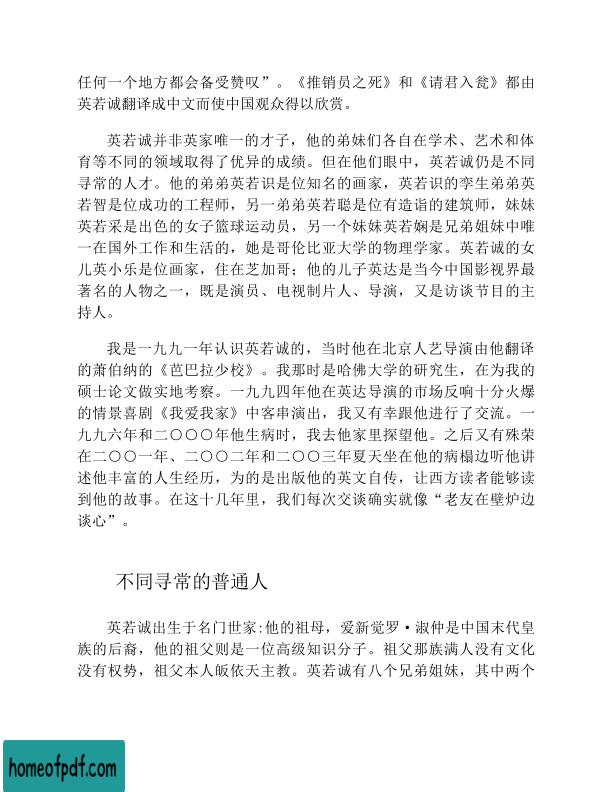 任何一个地方都会备受赞叹”。《推销员之死》和《请君入瓮》都由
英若诚翻译成中文而使中国观众得以欣赏。
英若诚并非英家唯一的才子，他的弟妹们各自在学术、艺术和体
育等不同的领域取得了优异的成绩。但在他们眼中，英若诚仍是不同
寻常的人才。他的弟弟英若识是位知名的画家，英若识的孪生弟弟英
若智是位成功的工程师，另一弟弟英若聪是位有造诣的建筑师，妹妹
英若采是出色的女子篮球运动员，另一个妹妹英若娴是兄弟姐妹中唯
一在国外工作和生活的，她是哥伦比亚大学的物理学家。英若诚的女
儿英小乐是位画家，住在芝加哥；他的儿子英达是当今中国影视界最
著名的人物之一，既是演员、电视制片人、导演，又是访谈节目的主
持人。
我是一九九一年认识英若诚的，当时他在北京人艺导演由他翻译
的萧伯纳的《芭巴拉少校》。我那时是哈佛大学的研究生，在为我的
硕士论文做实地考察。一九九四年他在英达导演的市场反响十分火爆
的情景喜剧《我爱我家》中客串演出，我又有幸跟他进行了交流。一
九九六年和二〇〇〇年他生病时，我去他家里探望他。之后又有殊荣
在二〇〇一年、二〇〇二年和二〇〇三年夏天坐在他的病榻边听他讲
述他丰富的人生经历，为的是出版他的英文自传，让西方读者能够读
到他的故事。在这十几年里，我们每次交谈确实就像“老友在壁炉边
谈心”。
不同寻常的普通人
英若诚出生于名门世家:他的祖母，爱新觉罗·淑仲是中国末代皇
族的后裔，他的祖父则是一位高级知识分子。祖父那族满人没有文化
没有权势，祖父本人皈依天主教。英若诚有八个兄弟姐妹，其中两个
homeofpdf.com